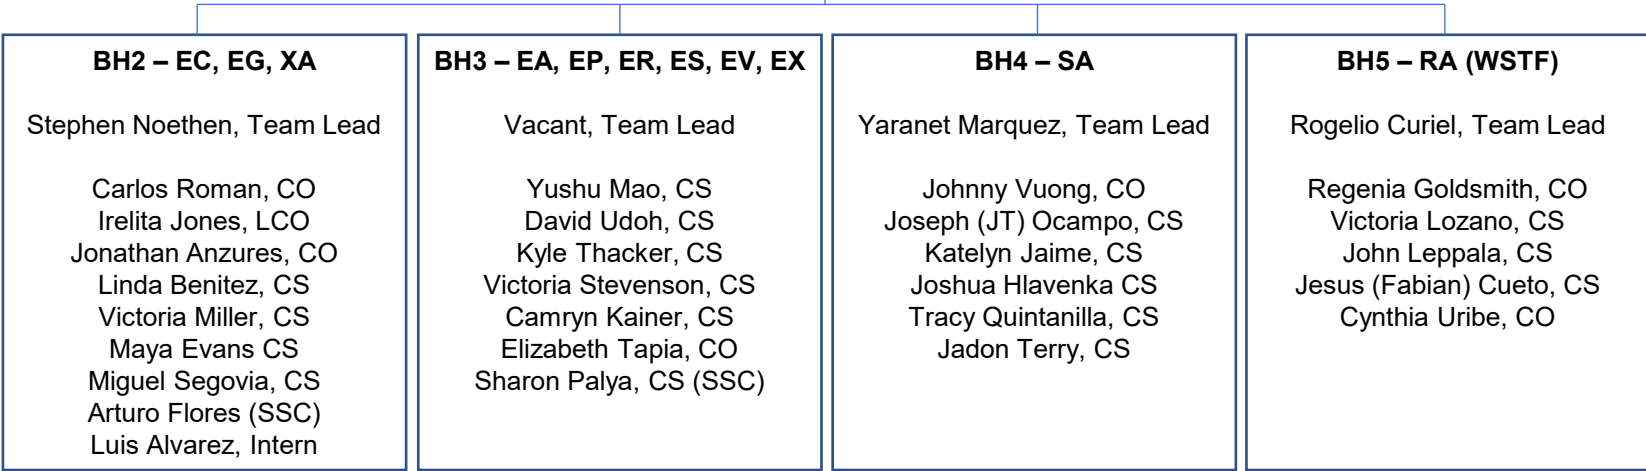 BH2 – EC, EG, XA
Stephen Noethen, Team Lead
Carlos Roman, CO
Irelita Jones, LCO
Jonathan Anzures, CO
Linda Benitez, CS
Victoria Miller, CS
Maya Evans CS
Miguel Segovia, CS
Arturo Flores (SSC)
Luis Alvarez, Intern
BH3 – EA, EP, ER, ES, EV, EX
Vacant, Team Lead
Yushu Mao, CS
David Udoh, CS
Kyle Thacker, CS
Victoria Stevenson, CS
Camryn Kainer, CS
Elizabeth Tapia, CO
Sharon Palya, CS (SSC)
BH4 – SA
Yaranet Marquez, Team Lead
Johnny Vuong, CO
Joseph (JT) Ocampo, CS
Katelyn Jaime, CS
Joshua Hlavenka CS
Tracy Quintanilla, CS
Jadon Terry, CS
BH5 – RA (WSTF)
Rogelio Curiel, Team Lead
Regenia Goldsmith, CO
Victoria Lozano, CS
John Leppala, CS
Jesus (Fabian) Cueto, CS
Cynthia Uribe, CO